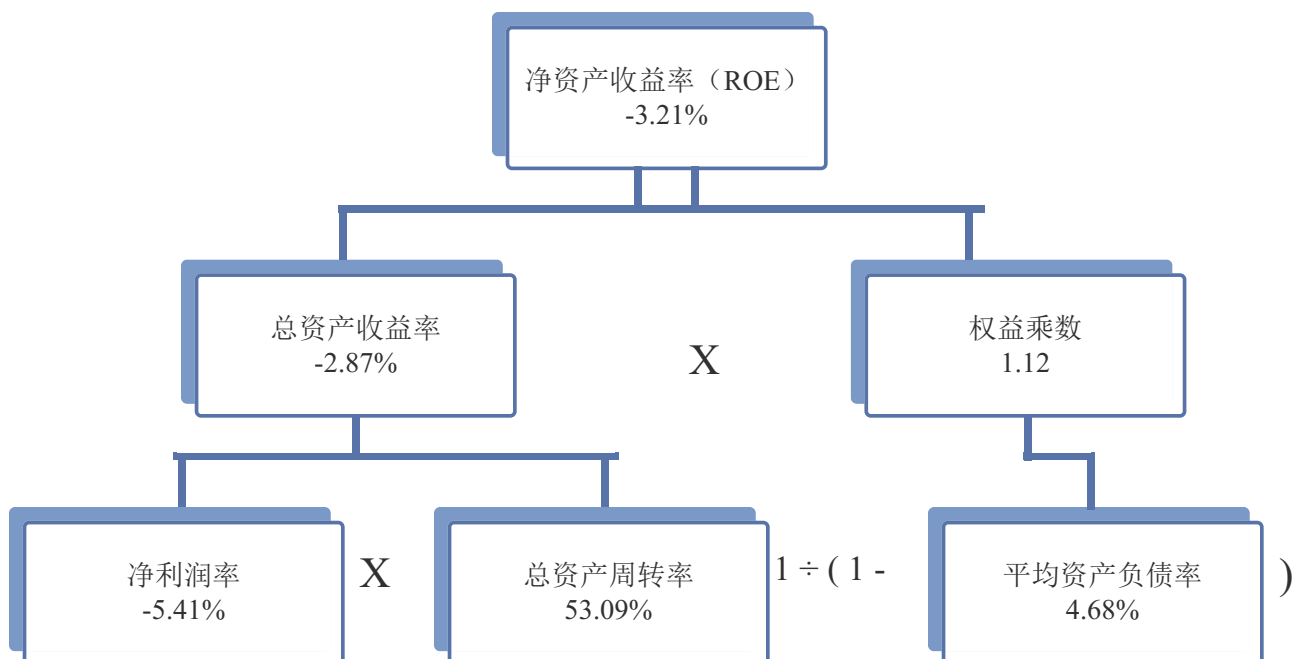 净资产收益率（ROE）
-3.21%
总资产收益率
-2.87%
X
权益乘数
1.12
净利润率
-5.41%
X
总资产周转率
53.09%
1 ÷ ( 1 -
平均资产负债率
4.68%
)